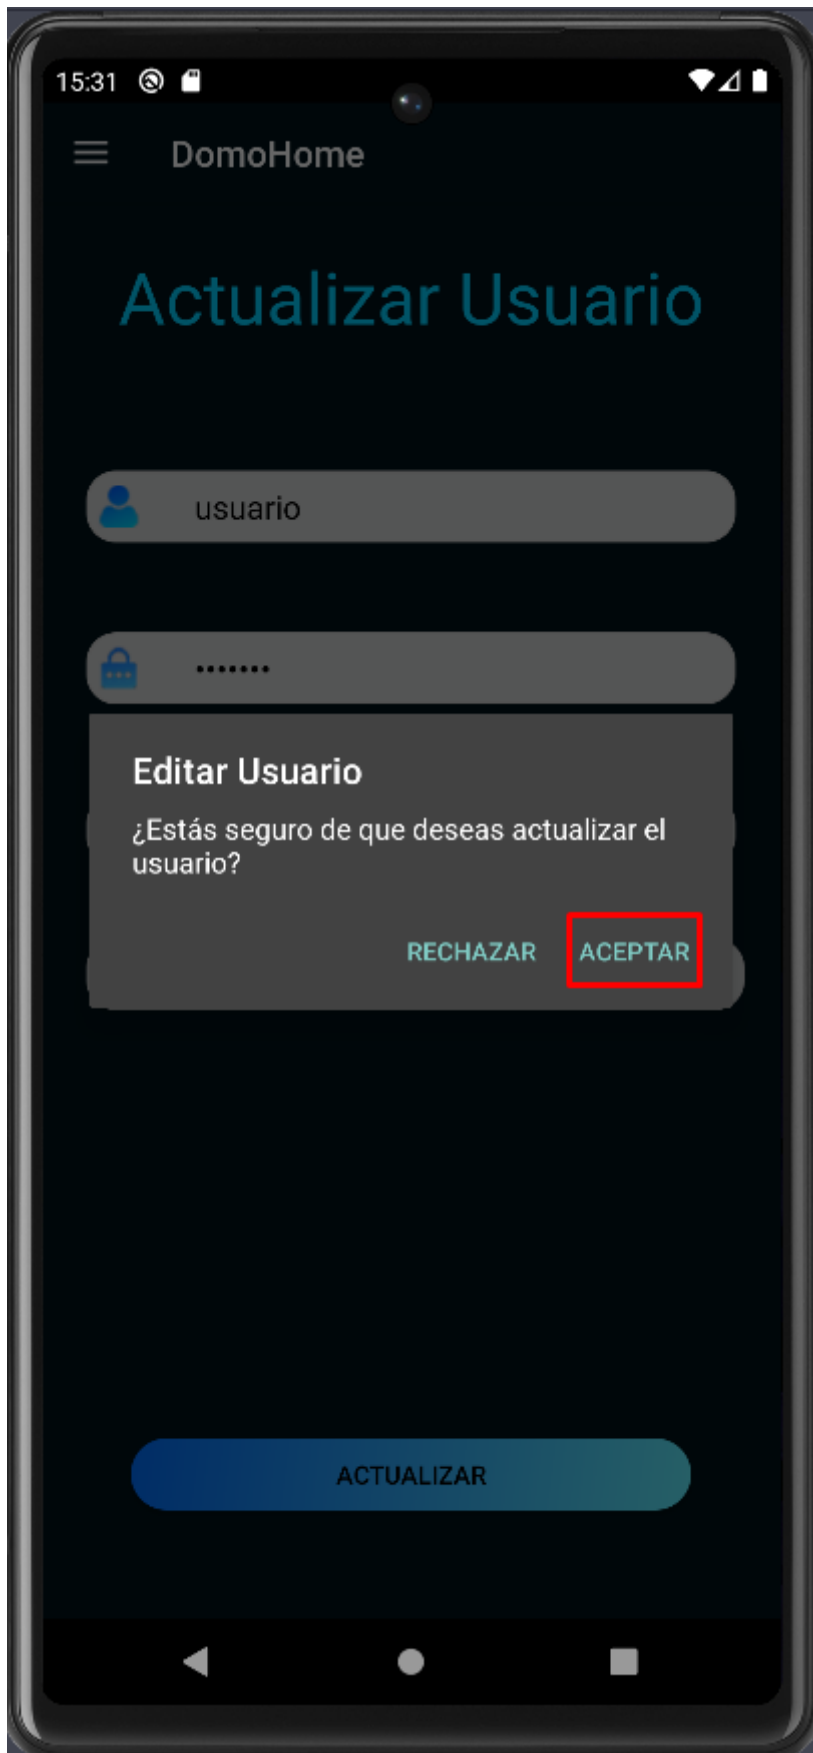 15:31
DomoHome
Actualizar Usuario
usuario
•••••••
Editar Usuario
¿Estás seguro de que deseas actualizar el
usuario?
RECHAZAR ACEPTAR
ACTUALIZAR